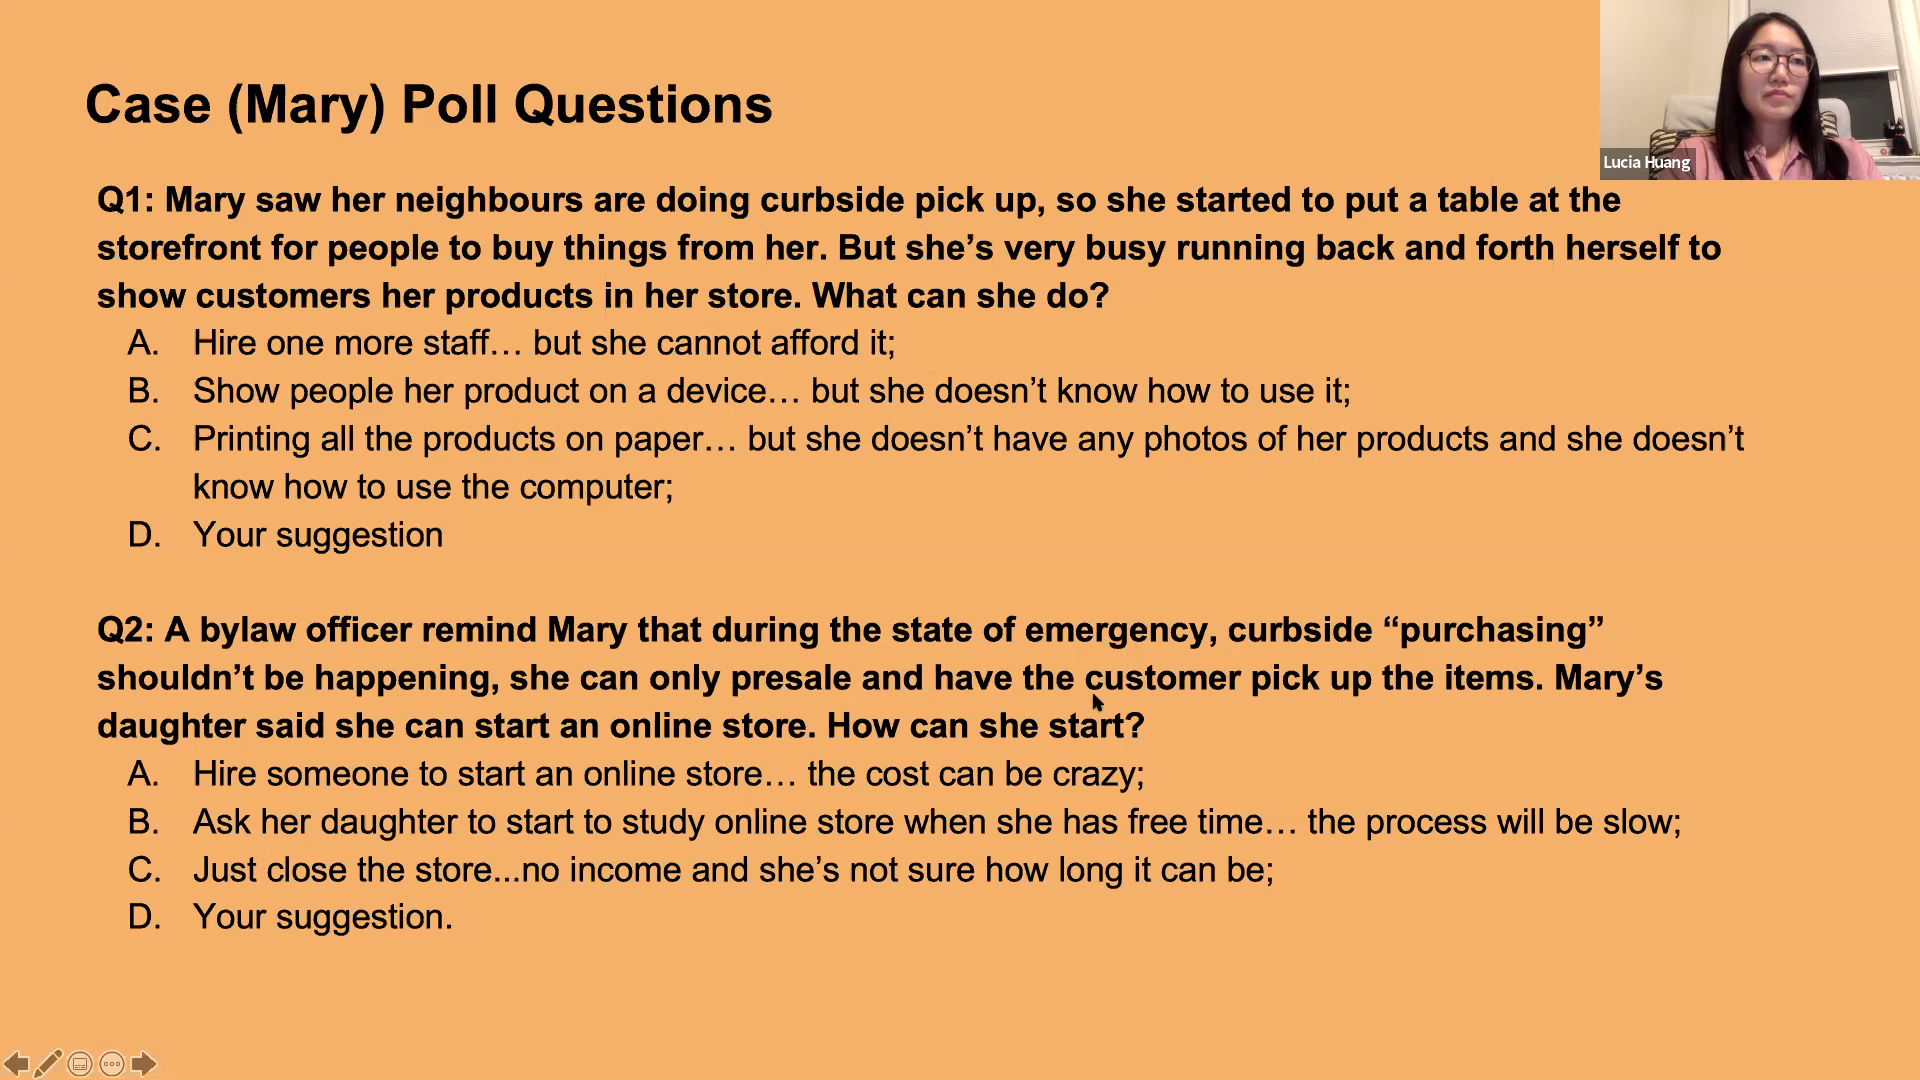 Case (Mary) Poll Questions
Lucia Huang
Q1: Mary saw her neighbours are doing curbside pick up, so she started to put a table at the
storefront for people to buy things from her. But she’s very busy running back and forth herself to
show customers her products in her store. What can she do?
A. Hire one more staff… but she cannot afford it;
B. Show people her product on a device… but she doesn’t know how to use it;
C. Printing all the products on paper… but she doesn’t have any photos of her products and she doesn’t
know how to use the computer;
D. Your suggestion
Q2: A bylaw officer remind Mary that during the state of emergency, curbside “purchasing”
shouldn’t be happening, she can only presale and have the customer pick up the items. Mary’s
daughter said she can start an online store. How can she start?
A. Hire someone to start an online store… the cost can be crazy;
B. Ask her daughter to start to study online store when she has free time… the process will be slow;
C. Just close the store...no income and she’s not sure how long it can be;
D. Your suggestion.